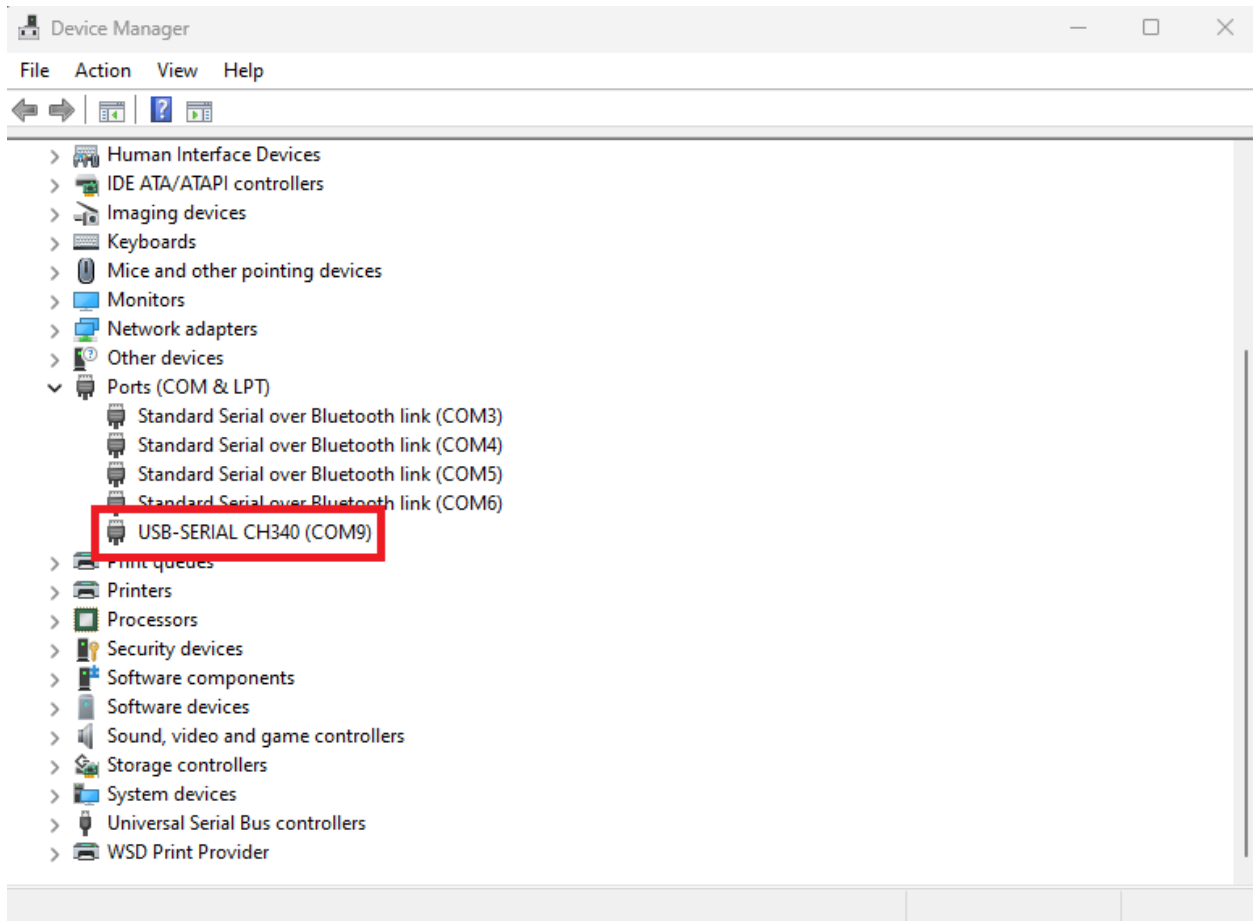 Device Manager
File Action View Help
Human Interface Devices
IDE ATA/ATAPI controllers
Imaging devices
Keyboards
Mice and other pointing devices
Monitors
Network adapters
Other devices
Ports (COM & LPT)
Standard Serial over Bluetooth link (COM3)
Standard Serial over Bluetooth link (COM4)
Standard Serial over Bluetooth link (COM5)
Standard Serial over Bluetooth link (COM6)
USB-SERIAL CH340 (COM9)
Print queues
Printers
Processors
Security devices
Software components
Software devices
Sound, video and game controllers
Storage controllers
System devices
Universal Serial Bus controllers
WSD Print Provider